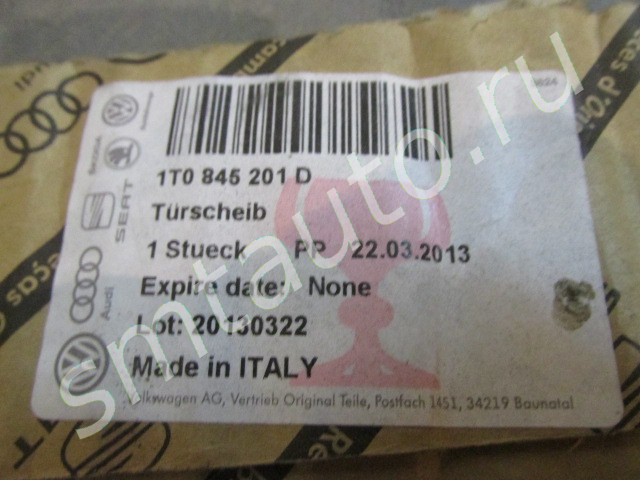 1T0 845 201 D
Türscheib
1 Stueck PP 22.03.2013
Expire date: None
Lot: 20130322
Made in ITALY
Volkswagen AG, Vertrieb Original Teile, Postfach 1451, 34219 Baunatal
SEAT
Audi
smtauto.ru